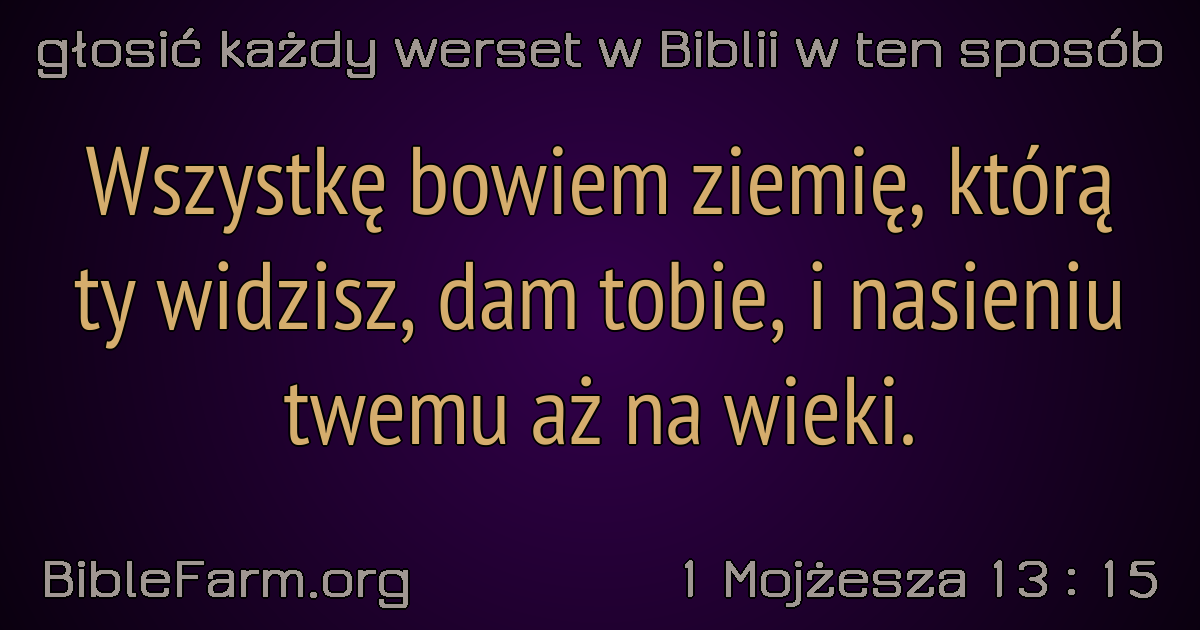 głosić każdy werset w Biblii w ten sposób
Wszystkę bowiem ziemię, którą
ty widzisz, dam tobie, i nasieniu
twemu aż na wieki.
BibleFarm.org
1 Mojżesza 13 : 15